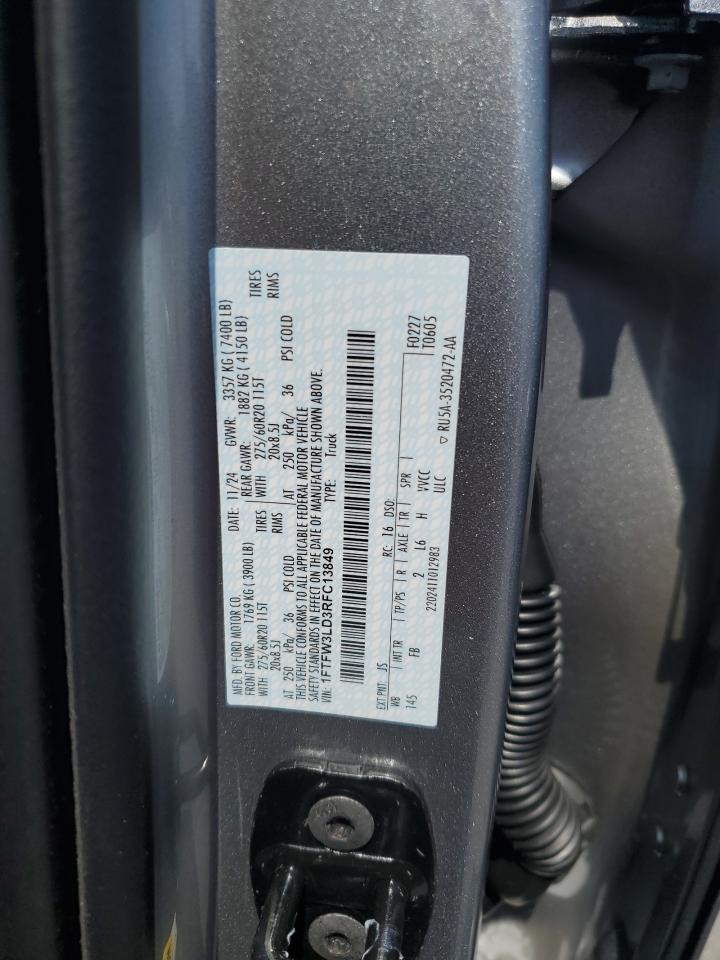 MFD. BY FORD MOTOR CO.
DATE: 11/24 GVWR: 3357 KG ( 7400 LB)
FRONT GAWR: 1769 KG (3900 LB)
REAR GAWR: 1882 KG ( 4150 LB)
WITH 275/60R20 115T TIRES
WITH 275/60R20 115T TIRES
20x8.5J RIMS
20x8.5J RIMS
AT 250 kPa/ 36 PSI COLD
AT 250 kPa/ 36 PSI COLD
THIS VEHICLE CONFORMS TO ALL APPLICABLE FEDERAL MOTOR VEHICLE
SAFETY STANDARDS IN EFFECT ON THE DATE OF MANUFACTURE SHOWN ABOVE.
VIN: 1FTFW3LD3RFC13849 TYPE: Truck
EXT PNT: JS RC: 16 DSO: F0227
WB INT TR TP/PS R AXLE TR SPR T0605
145 FB 2 L6 H VVCC
ULC ▽ RU5A-3520472-AA
2202411012983